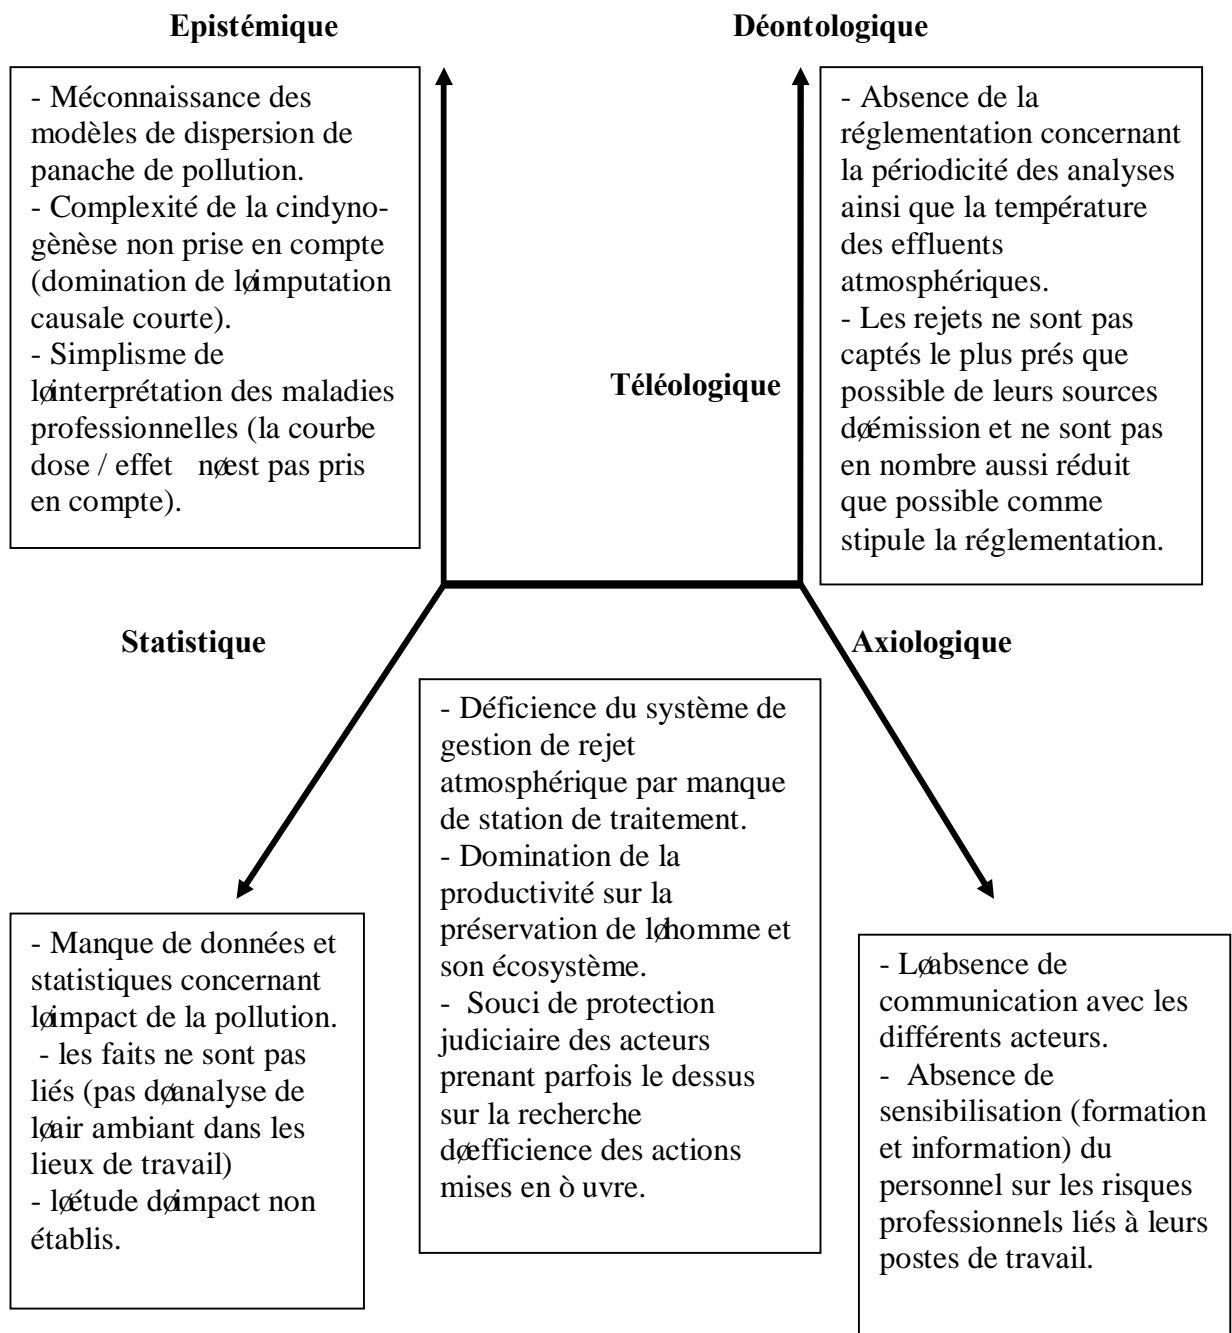 Epistémique
Déontologique
- Méconnaissance des
modèles de dispersion de
panache de pollution.
- Complexité de la cindyno-
gènèse non prise en compte
(domination de løimputation
causale courte).
- Simplisme de
løinterprétation des maladies
professionnelles (la courbe
dose / effet nøest pas pris
en compte).
- Absence de la
réglementation concernant
la périodicité des analyses
ainsi que la température
des effluents
atmosphériques.
- Les rejets ne sont pas
captés le plus prés que
possible de leurs sources
døémission et ne sont pas
en nombre aussi réduit
que possible comme
stipule la réglementation.
Téléologique
Statistique
Axiologique
- Déficience du système de
gestion de rejet
atmosphérique par manque
de station de traitement.
- Domination de la
productivité sur la
préservation de løhomme et
son écosystème.
- Souci de protection
judiciaire des acteurs
prenant parfois le dessus
sur la recherche
døefficience des actions
mises en ò uvre.
- Manque de données et
statistiques concernant
løimpact de la pollution.
- les faits ne sont pas
liés (pas døanalyse de
løair ambiant dans les
lieux de travail)
- løétude døimpact non
établis.
- Løabsence de
communication avec les
différents acteurs.
- Absence de
sensibilisation (formation
et information) du
personnel sur les risques
professionnels liés à leurs
postes de travail.